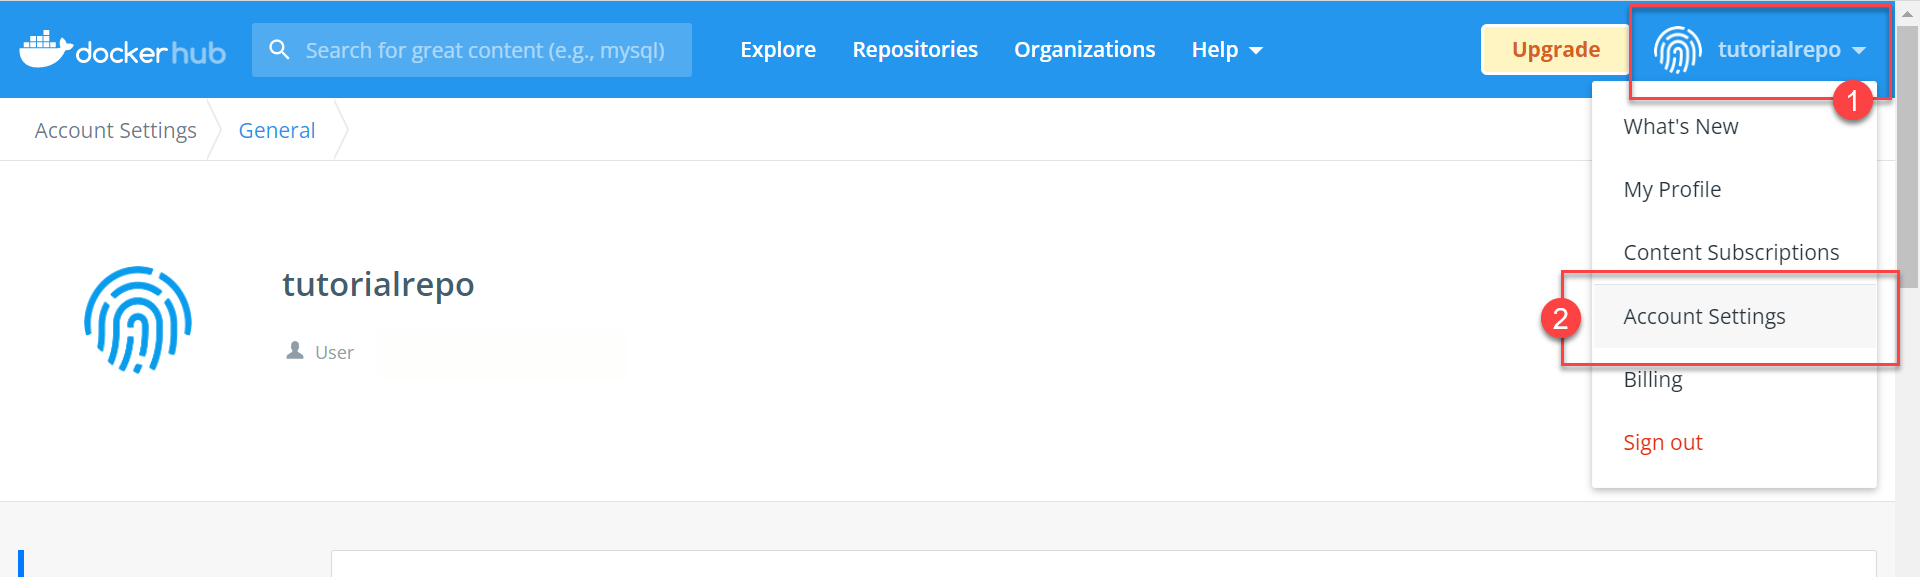 docker hub
Search for great content (e.g., mysql)
Explore
Repositories
Organizations
Help
Upgrade
tutorialrepo
1
Account Settings
General
What's New
My Profile
Content Subscriptions
2
Account Settings
Billing
Sign out
tutorialrepo
User